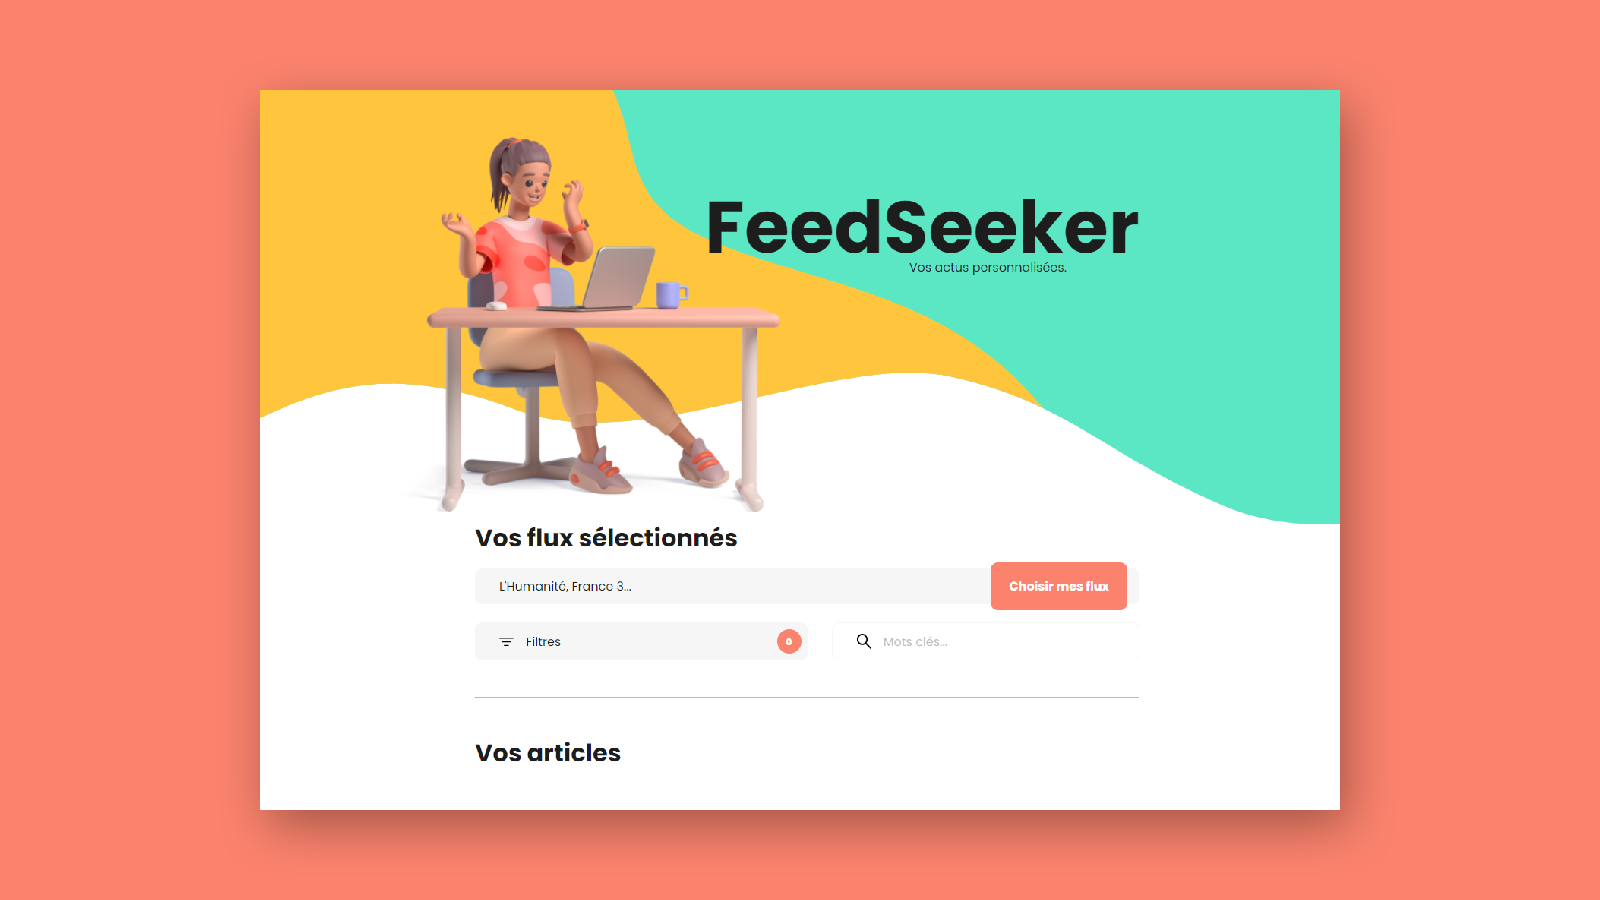 FeedSeeker
Vos actus personnalisées.
Vos flux sélectionnés
L'Humanité, France 3...
Choisir mes flux
Filtres
0
Mots clés...
Vos articles